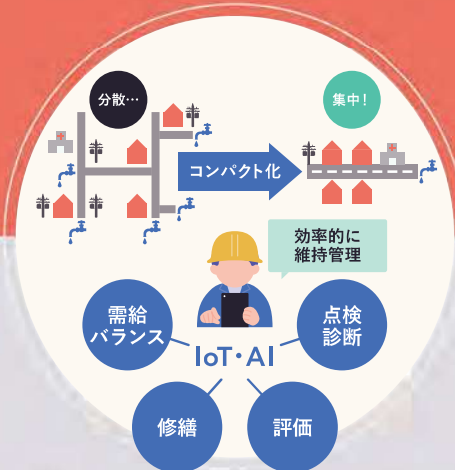 分散…
集中!
コンパクト化
効率的に
維持管理
需給
バランス
IoT・AI
点検
診断
修繕
評価